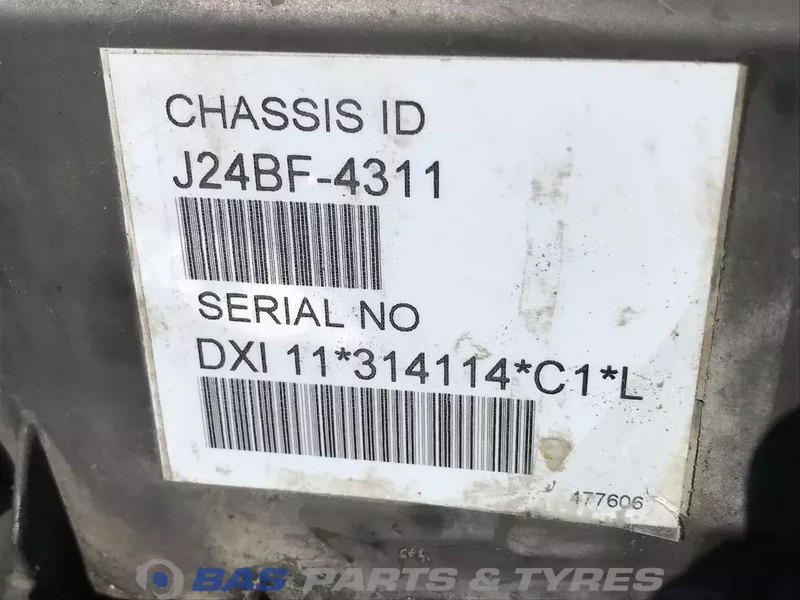 CHASSIS ID
J24BF-4311
SERIAL NO
DXI 11*314114*C1*L
477606
BAS PARTS & TYRES